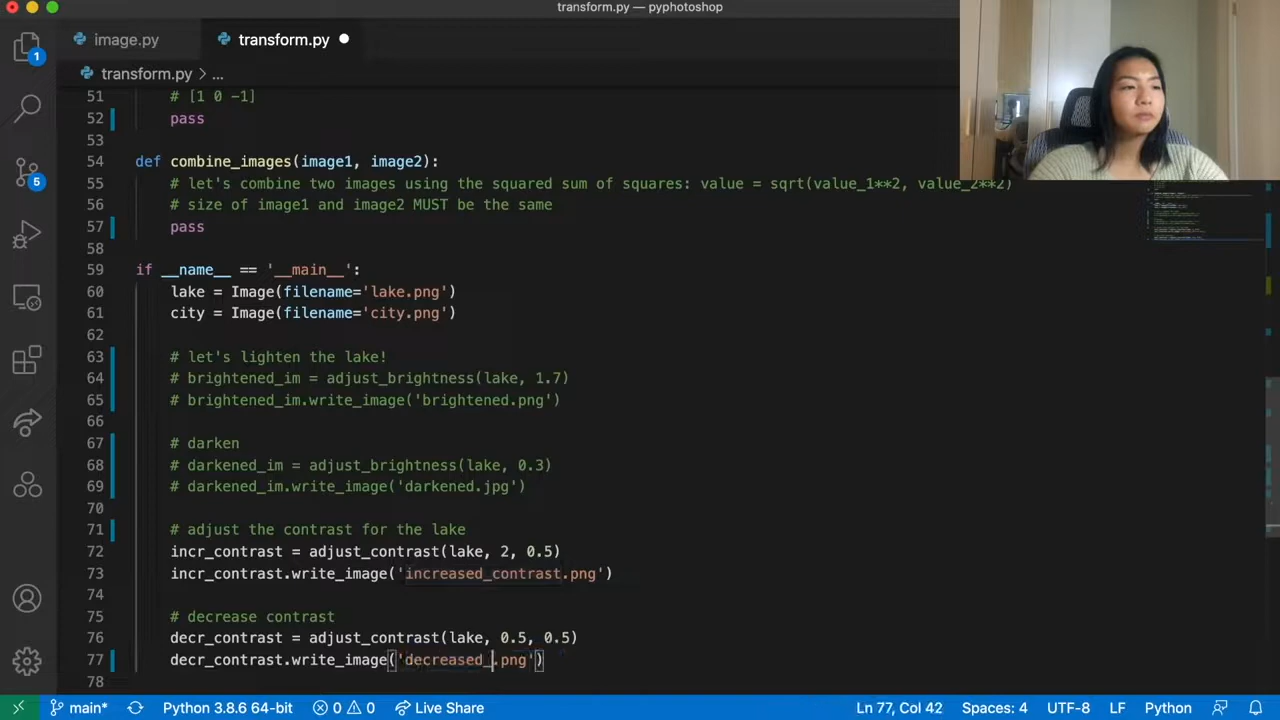 transform.py — pyphotoshop
image.py
transform.py
transform.py > ...
51 # [1 0 -1]
52 pass
53
54 def combine_images(image1, image2):
55 # let's combine two images using the squared sum of squares: value = sqrt(value_1**2, value_2**2)
56 # size of image1 and image2 MUST be the same
57 pass
58
59 if __name__ == '__main__':
60 lake = Image(filename='lake.png')
61 city = Image(filename='city.png')
62
63 # let's lighten the lake!
64 # brightened_im = adjust_brightness(lake, 1.7)
65 # brightened_im.write_image('brightened.png')
66
67 # darken
68 # darkened_im = adjust_brightness(lake, 0.3)
69 # darkened_im.write_image('darkened.jpg')
70
71 # adjust the contrast for the lake
72 incr_contrast = adjust_contrast(lake, 2, 0.5)
73 incr_contrast.write_image('increased_contrast.png')
74
75 # decrease contrast
76 decr_contrast = adjust_contrast(lake, 0.5, 0.5)
77 decr_contrast.write_image('decreased_.png')
78
1
5
main* Python 3.8.6 64-bit 0 0 Live Share Ln 77, Col 42 Spaces: 4 UTF-8 LF Python